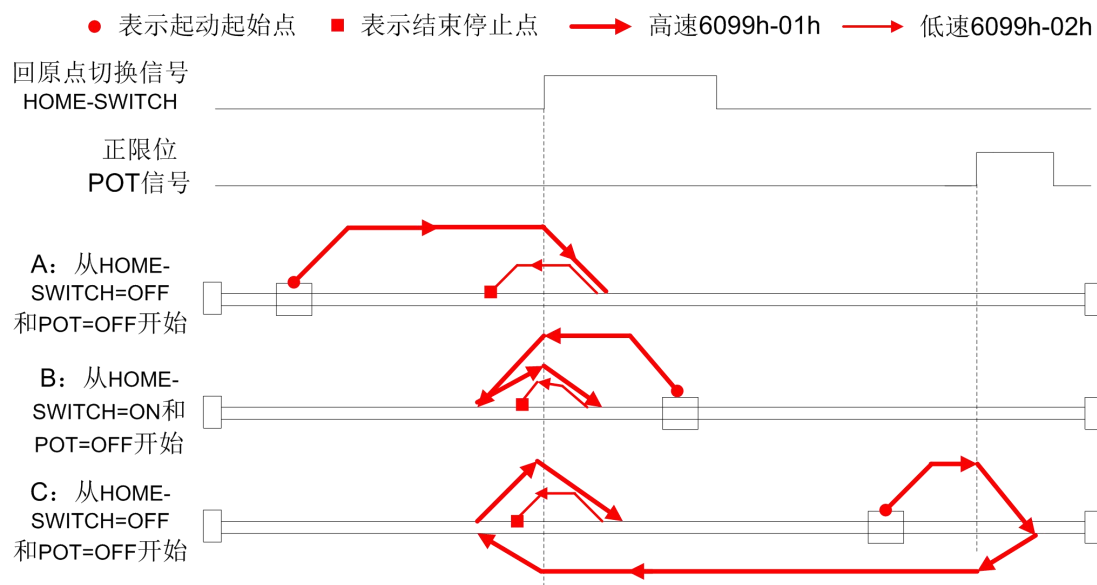 表示起动起始点 表示结束停止点 高速6099h-01h 低速6099h-02h
回原点切换信号
HOME-SWITCH
正限位
POT信号
A：从HOME-
SWITCH=OFF
和POT=OFF开始
B：从HOME-
SWITCH=ON和
POT=OFF开始
C：从HOME-
SWITCH=OFF
和POT=OFF开始